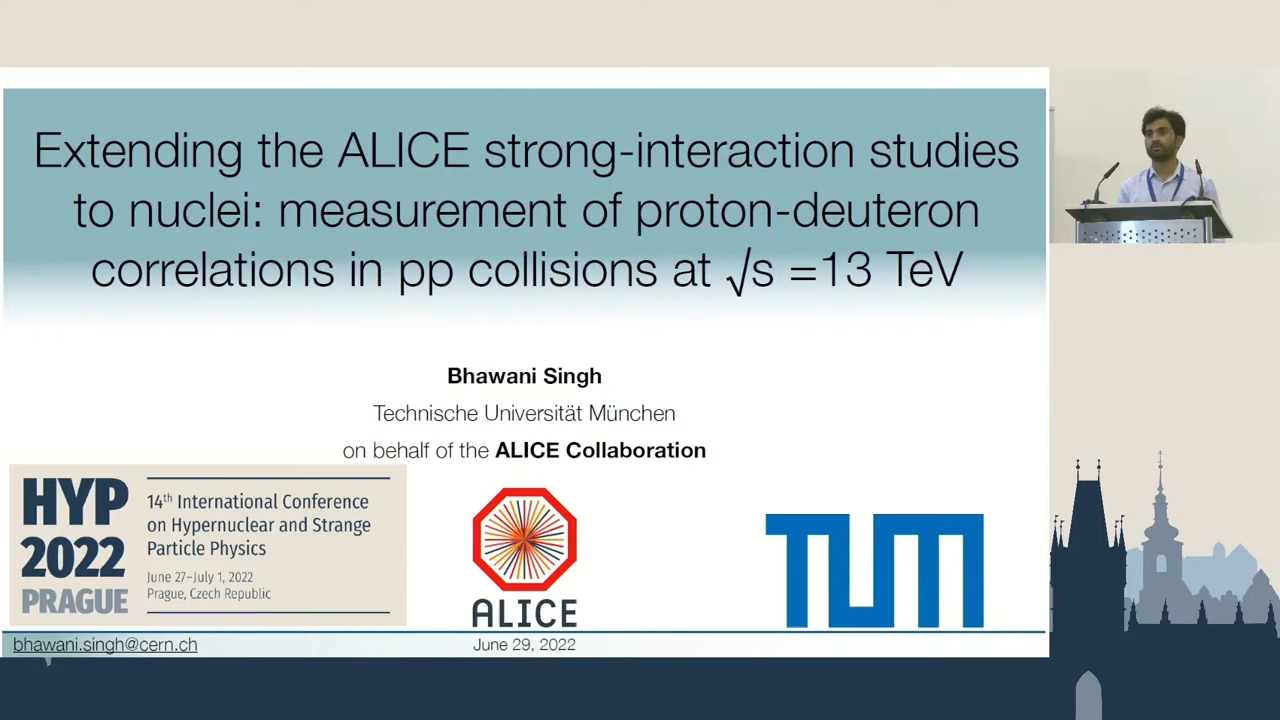 Extending the ALICE strong-interaction studies
to nuclei: measurement of proton-deuteron
correlations in pp collisions at √s =13 TeV
Bhawani Singh
Technische Universität München
on behalf of the ALICE Collaboration
HYP
2022
PRAGUE
14th International Conference
on Hypernuclear and Strange
Particle Physics
June 27–July 1, 2022
Prague, Czech Republic
ALICE
TUM
bhawani.singh@cern.ch
June 29, 2022